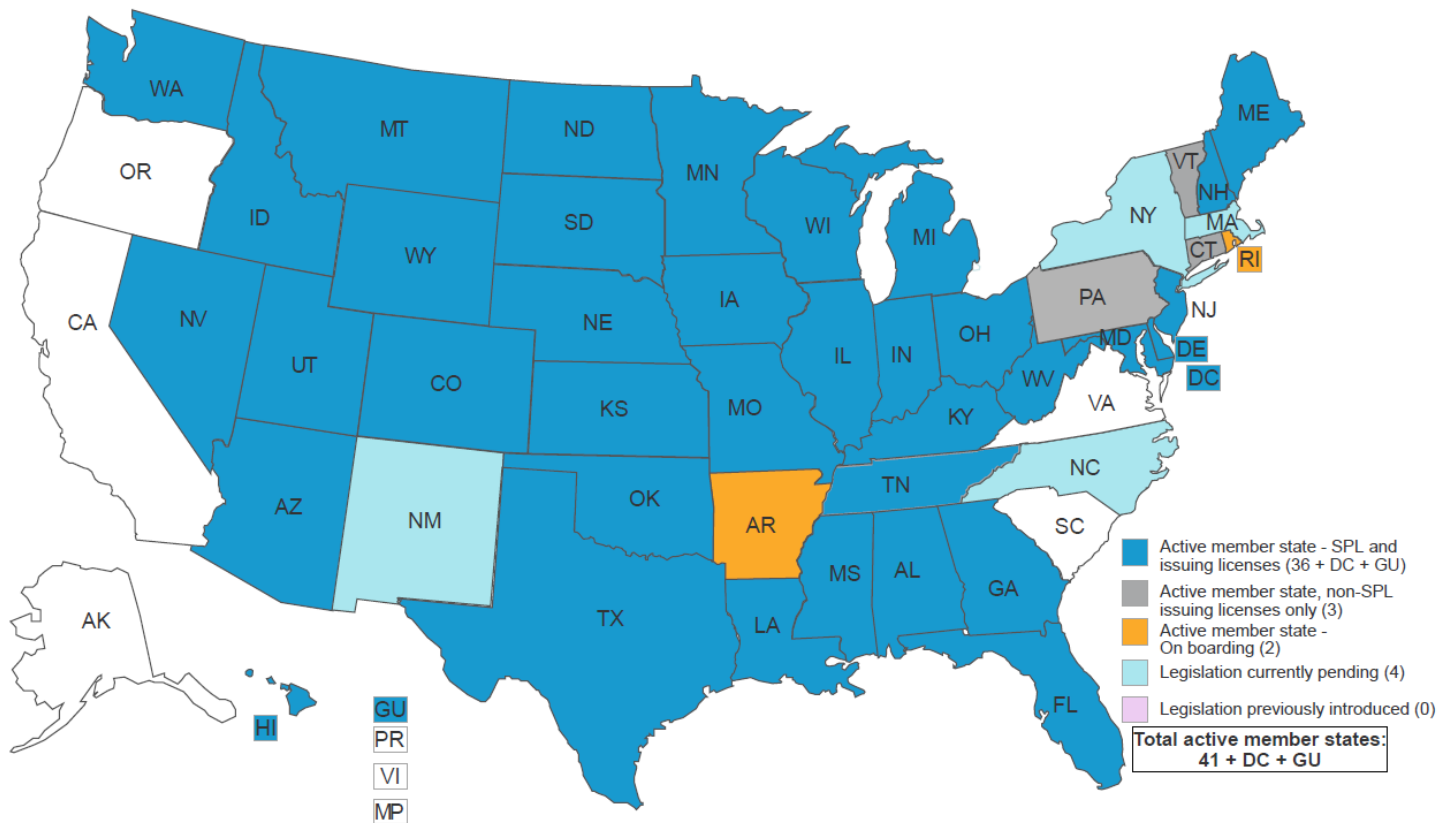 WA
MT
ND
MN
ME
OR
ID
SD
WI
MI
VT
NH
NY
MA
CT
RI
WY
CA
NV
UT
CO
NE
IA
IL
IN
OH
PA
NJ
MD
DE
DC
WV
VA
KS
MO
KY
AZ
NM
OK
AR
TN
NC
SC
TX
LA
MS
AL
GA
FL
AK
HI
GU
PR
VI
MP
Active member state - SPL and
issuing licenses (36 + DC + GU)
Active member state, non-SPL
issuing licenses only (3)
Active member state -
On boarding (2)
Legislation currently pending (4)
Legislation previously introduced (0)
Total active member states:
41 + DC + GU